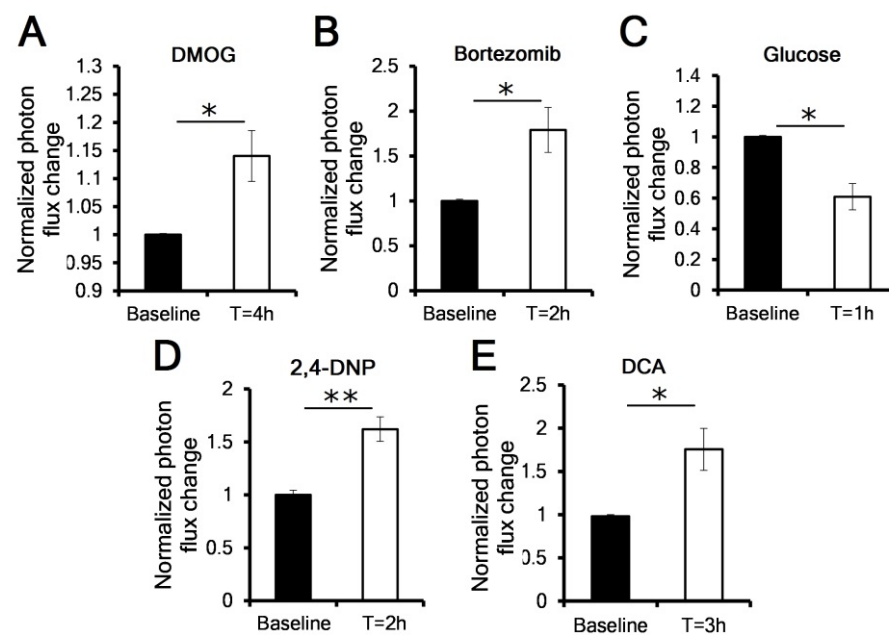 A
DMOG
Normalized photon
flux change
1.3
1.25
1.2
1.15
1.1
1.05
1
0.95
0.9
*
Baseline T=4h
B
Bortezomib
Normalized photon
flux change
2.5
2
1.5
1
0.5
0
*
Baseline T=2h
C
Glucose
Normalized photon
flux change
1.4
1.2
1
0.8
0.6
0.4
0.2
0
*
Baseline T=1h
D
2,4-DNP
Normalized photon
flux change
2
1.5
1
0.5
0
**
Baseline T=2h
E
DCA
Normalized photon
flux change
2.5
2
1.5
1
0.5
0
*
Baseline T=3h